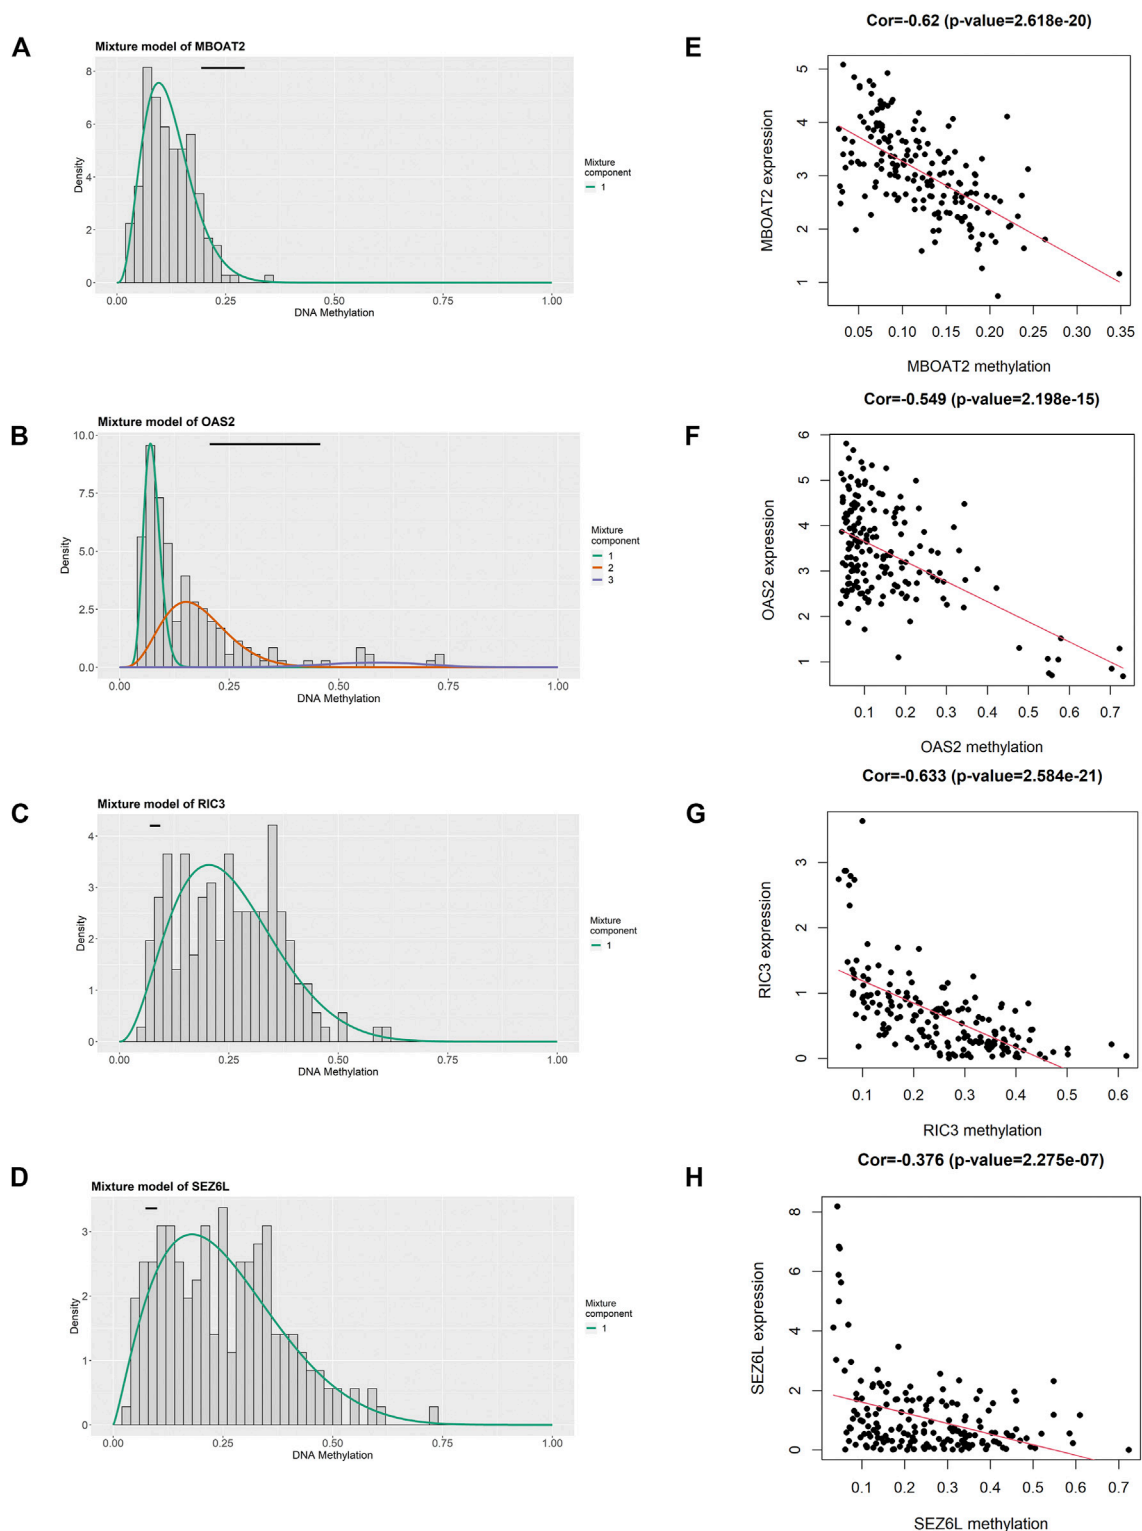 A
Mixture model of MBOAT2
8
6
4
2
0
Density
0.00 0.25 0.50 0.75 1.00
DNA Methylation
Mixture
component
1
E
Cor=-0.62 (p-value=2.618e-20)
5
4
3
2
1
MBOAT2 expression
0.05 0.10 0.15 0.20 0.25 0.30 0.35
MBOAT2 methylation
B
Mixture model of OAS2
10.0
7.5
5.0
2.5
0.0
Density
0.00 0.25 0.50 0.75 1.00
DNA Methylation
Mixture
component
1
2
3
F
Cor=-0.549 (p-value=2.198e-15)
6
5
4
3
2
1
OAS2 expression
0.1 0.2 0.3 0.4 0.5 0.6 0.7
OAS2 methylation
C
Mixture model of RIC3
4
3
2
1
0
Density
0.00 0.25 0.50 0.75 1.00
DNA Methylation
Mixture
component
1
G
Cor=-0.633 (p-value=2.584e-21)
3
2
1
0
RIC3 expression
0.1 0.2 0.3 0.4 0.5 0.6
RIC3 methylation
D
Mixture model of SEZ6L
3
2
1
0
Density
0.00 0.25 0.50 0.75 1.00
DNA Methylation
Mixture
component
1
H
Cor=-0.376 (p-value=2.275e-07)
8
6
4
2
0
SEZ6L expression
0.1 0.2 0.3 0.4 0.5 0.6 0.7
SEZ6L methylation